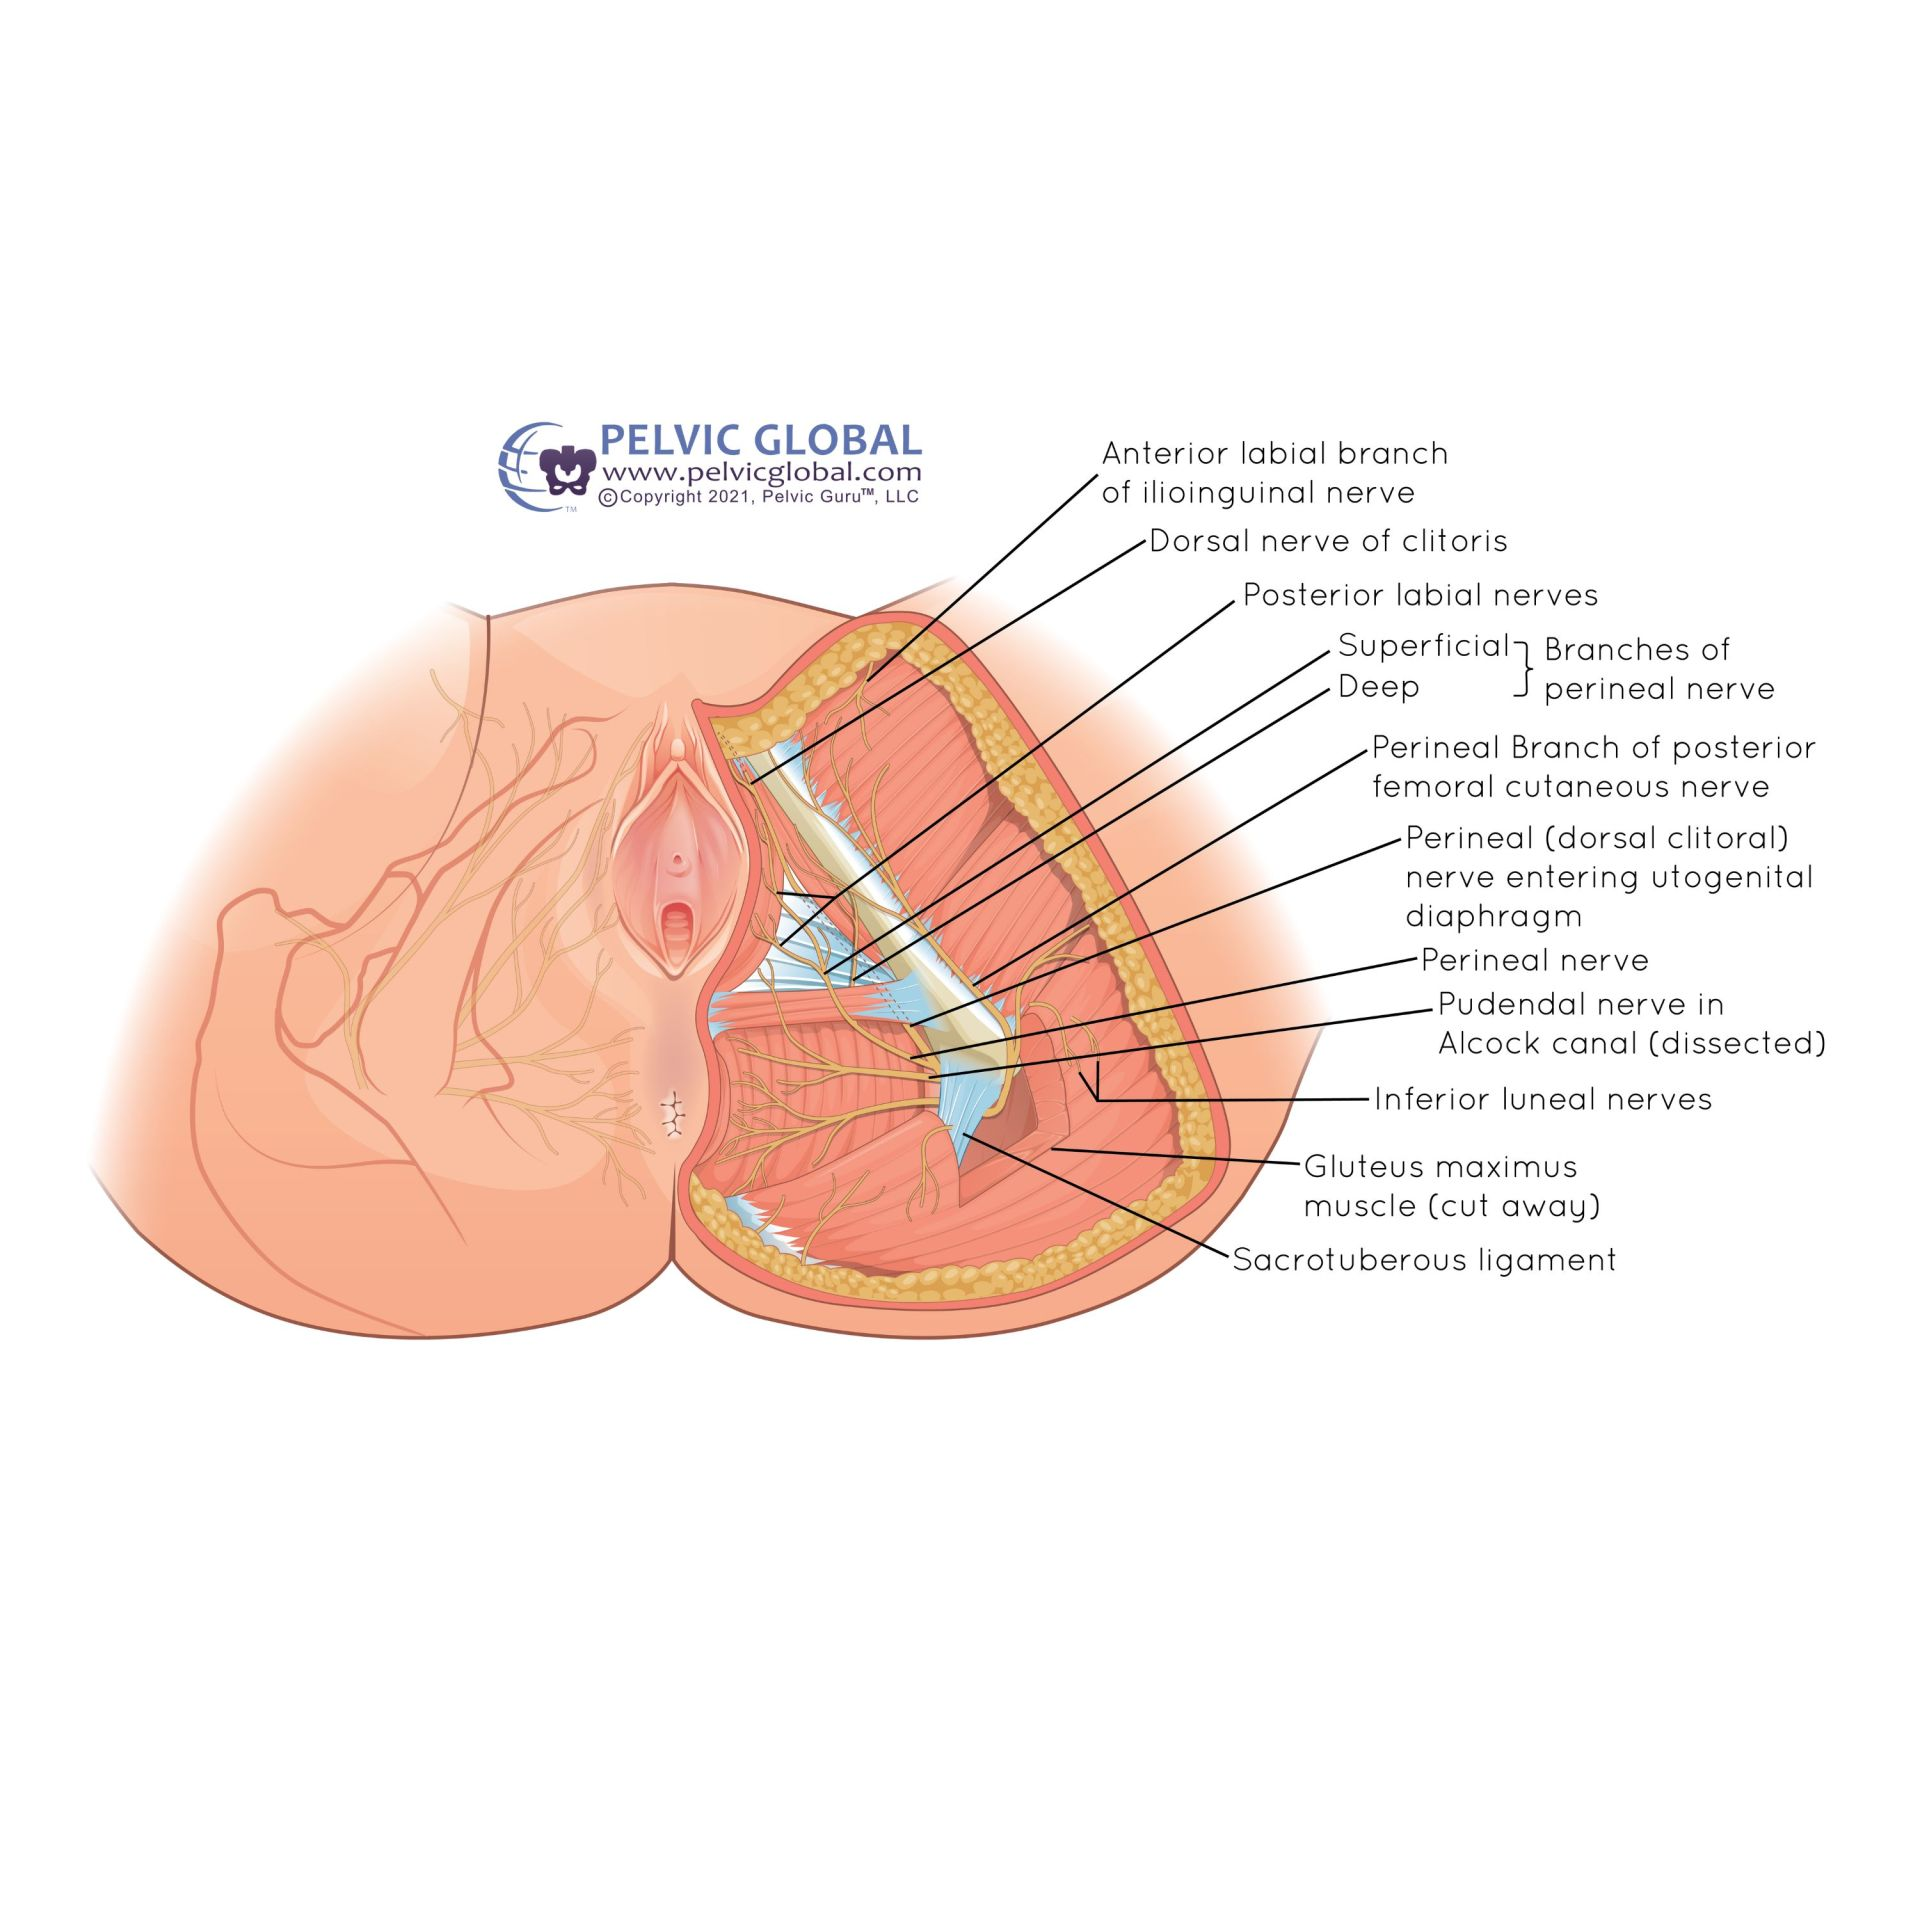 PELVIC GLOBAL
www.pelvicglobal.com
©Copyright 2021, Pelvic Guru™, LLC
TM
Anterior labial branch
of ilioinguinal nerve
Dorsal nerve of clitoris
Posterior labial nerves
Superficial
Deep
Branches of
perineal nerve
Perineal Branch of posterior
femoral cutaneous nerve
Perineal (dorsal clitoral)
nerve entering utogenital
diaphragm
Perineal nerve
Pudendal nerve in
Alcock canal (dissected)
Inferior luneal nerves
Gluteus maximus
muscle (cut away)
Sacrotuberous ligament